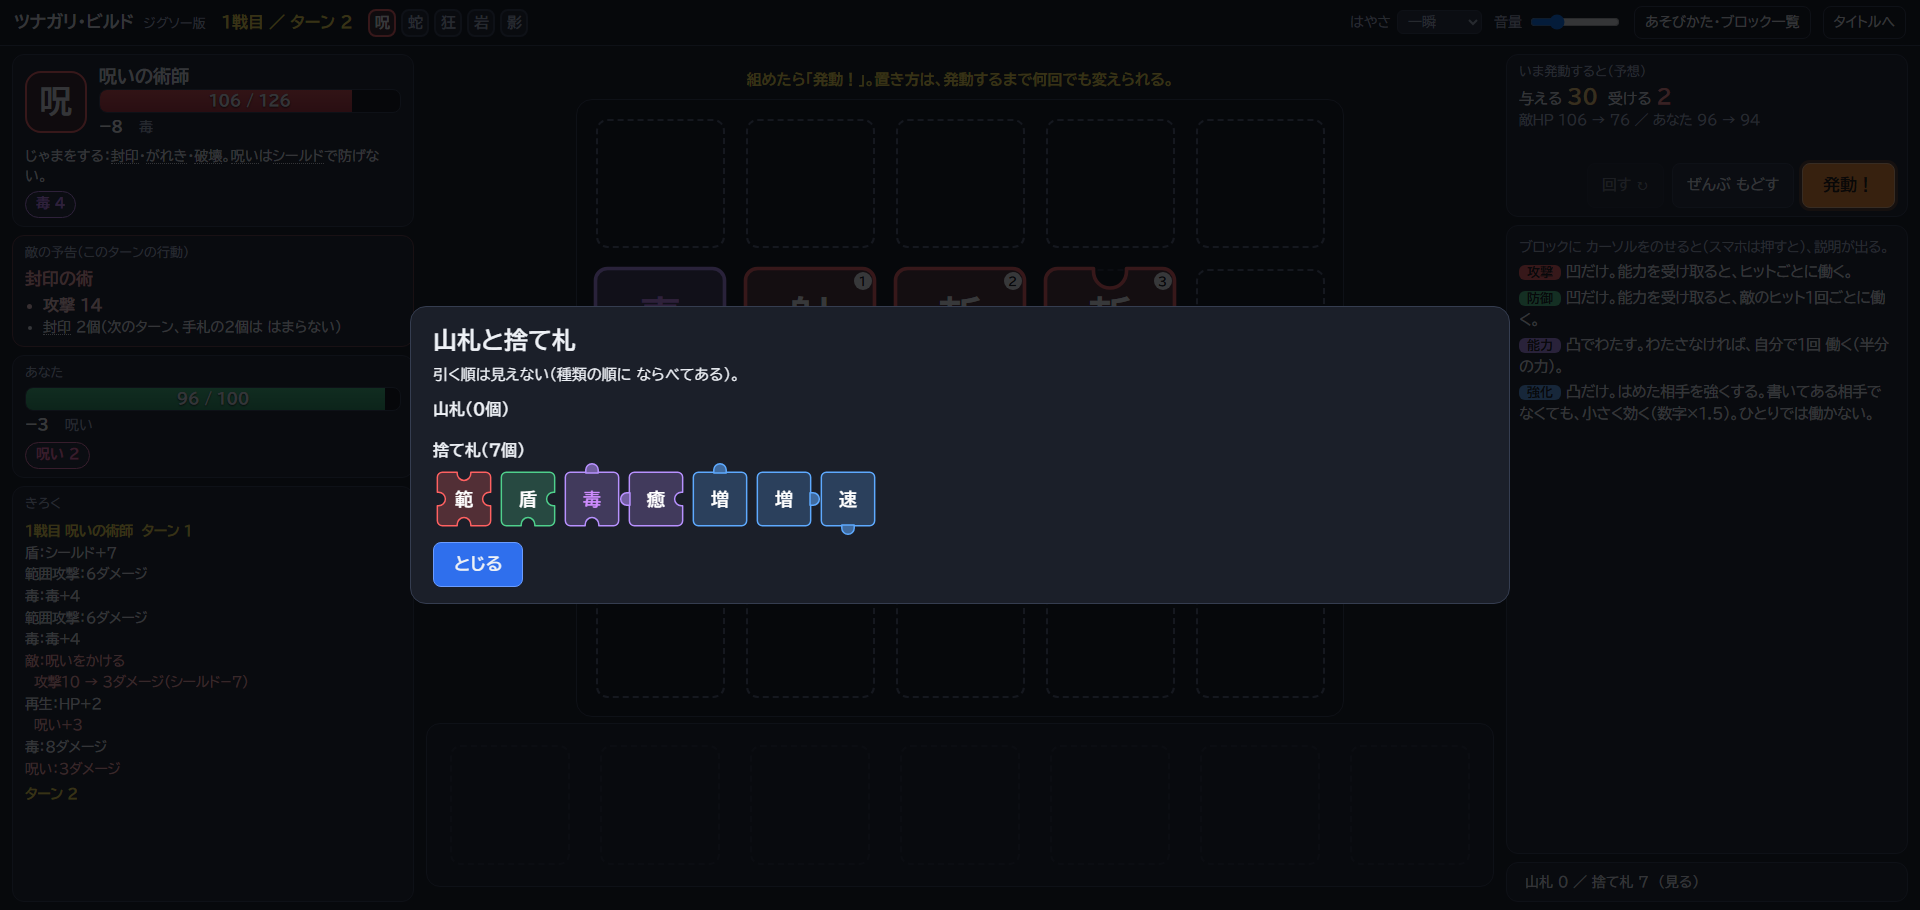 ツナガリ・ビルド ジグソー版 1戦目 ／ ターン 2 呪 蛇 狂 岩 影 はやさ 一瞬 音量 あそびかた・ブロック一覧 タイトルへ
呪 呪いの術師
106 / 126
−8 毒
じゃまをする：封印・がれき・破壊。呪いはシールドで防げな
い。
毒 4
敵の予告（このターンの行動）
封印の術
• 攻撃 14
• 封印 2個（次のターン、手札の2個は はまらない）
あなた
96 / 100
−3 呪い
呪い 2
きろく
1戦目 呪いの術師 ターン 1
盾：シールド+7
範囲攻撃：6ダメージ
毒：毒+4
範囲攻撃：6ダメージ
毒：毒+4
敵：呪いをかける
攻撃10 → 3ダメージ（シールド−7）
再生：HP+2
呪い+3
毒：8ダメージ
呪い：3ダメージ
ターン 2
組めたら「発動！」。置き方は、発動するまで何回でも変えられる。
1 2 3
山札と捨て札
引く順は見えない（種類の順に ならべてある）。
山札（0個）
捨て札（7個）
範 盾 毒 癒 増 増 速
とじる
いま発動すると（予想）
与える 30 受ける 2
敵HP 106 → 76 ／ あなた 96 → 94
回す ↻ ぜんぶ もどす 発動！
ブロックに カーソルをのせると（スマホは押すと）、説明が出る。
攻撃 凹だけ。能力を受け取ると、ヒットごとに働く。
防御 凹だけ。能力を受け取ると、敵のヒット1回ごとに働
く。
能力 凸でわたす。わたさなければ、自分で1回 働く（半分
の力）。
強化 凸だけ。はめた相手を強くする。書いてある相手で
なくても、小さく効く（数字×1.5）。ひとりでは働かない。
山札 0 ／ 捨て札 7 （見る）